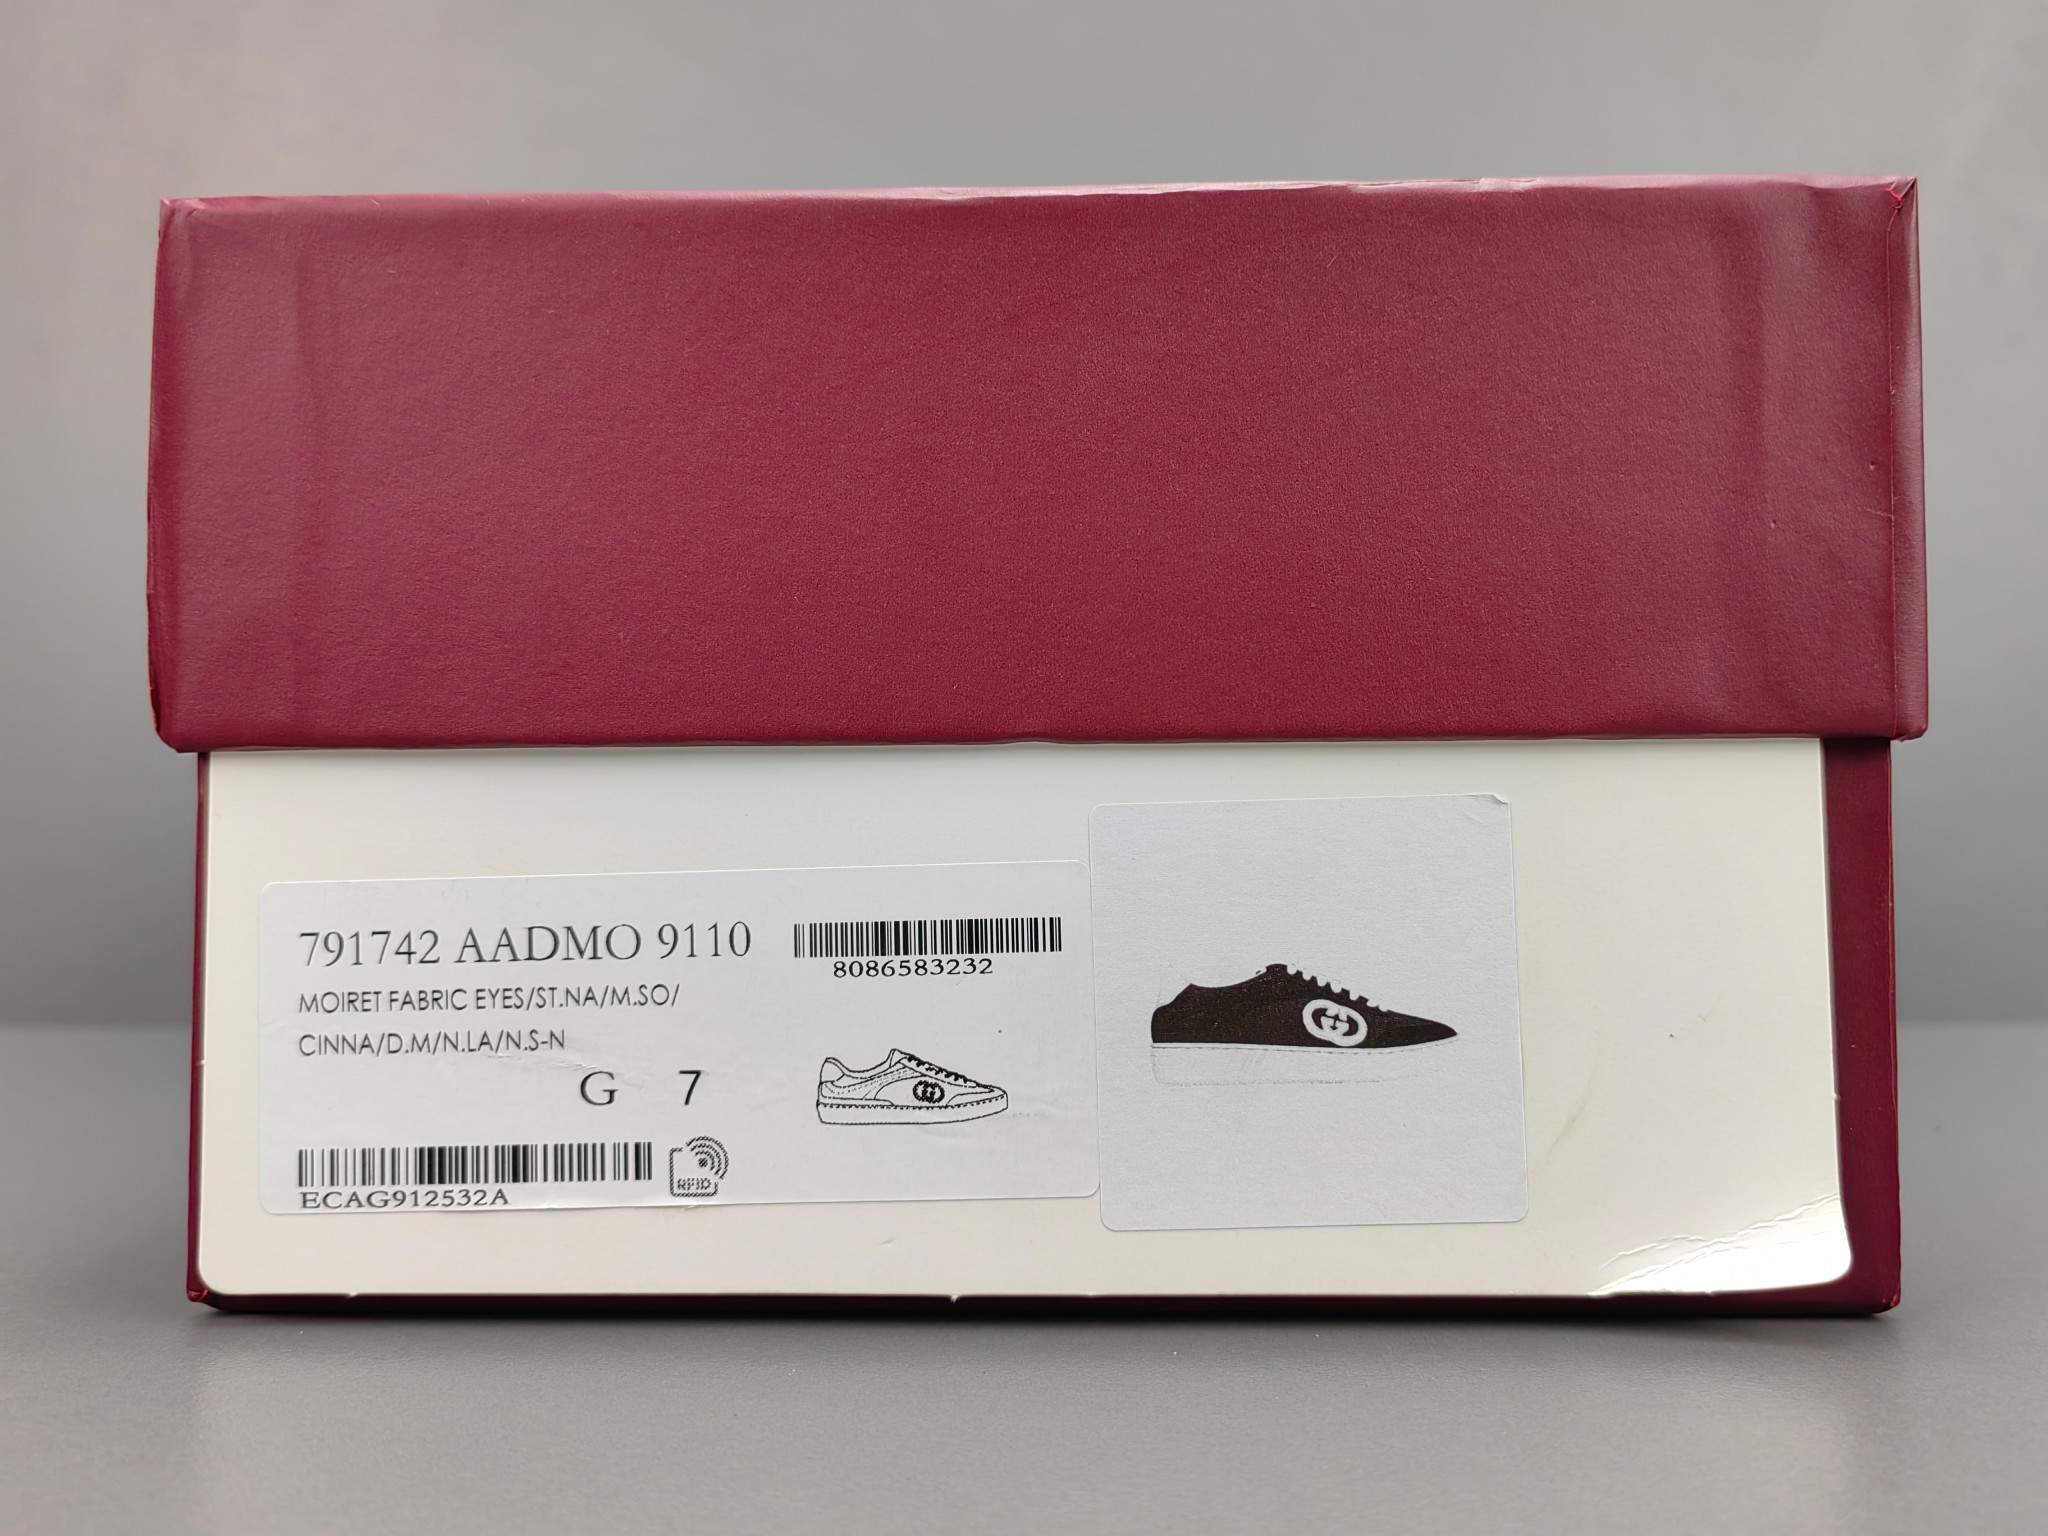 791742 AADMO 9110
8086583232
MOIRET FABRIC EYES/ST.NA/M.SO/
CINNA/D.M/N.LA/N.S-N
G 7
ECAG912532A
RFID